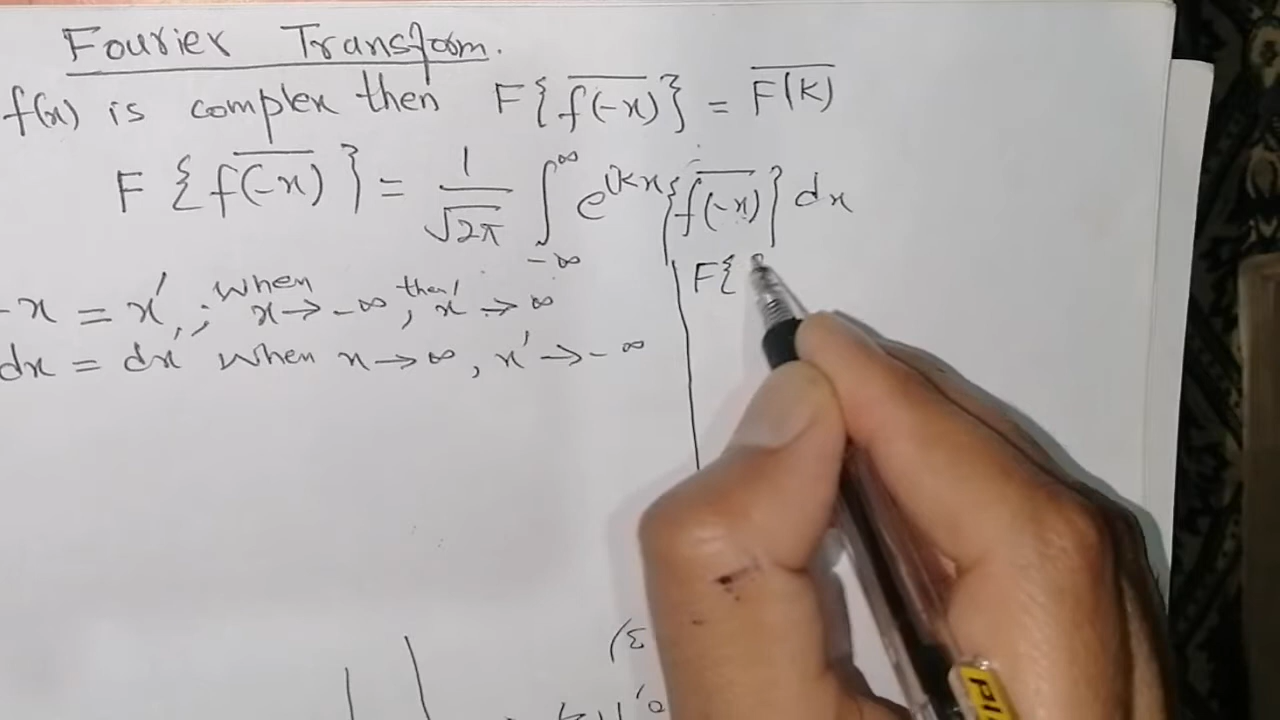 Fourier Transform.
f(x) is complex then F{f̅(̅-̅x̅)̅} = F̅(̅k̅)̅
F {f̅(̅-̅x̅)̅} = 1/√2π ∫_{-∞}^{∞} e^{ikx} {f̅(̅-̅x̅)̅} dx
-x = x', ; when x → -∞, then x' → ∞
dx = dx' when x → ∞, x' → -∞
F{